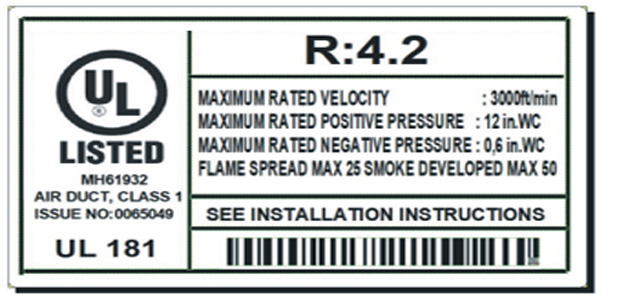 UL
LISTED
MH61932
AIR DUCT, CLASS 1
ISSUE NO:0065049
UL 181
R:4.2
MAXIMUM RATED VELOCITY : 3000ft/min
MAXIMUM RATED POSITIVE PRESSURE : 12 in.WC
MAXIMUM RATED NEGATIVE PRESSURE : 0,6 in.WC
FLAME SPREAD MAX 25 SMOKE DEVELOPED MAX 50
SEE INSTALLATION INSTRUCTIONS